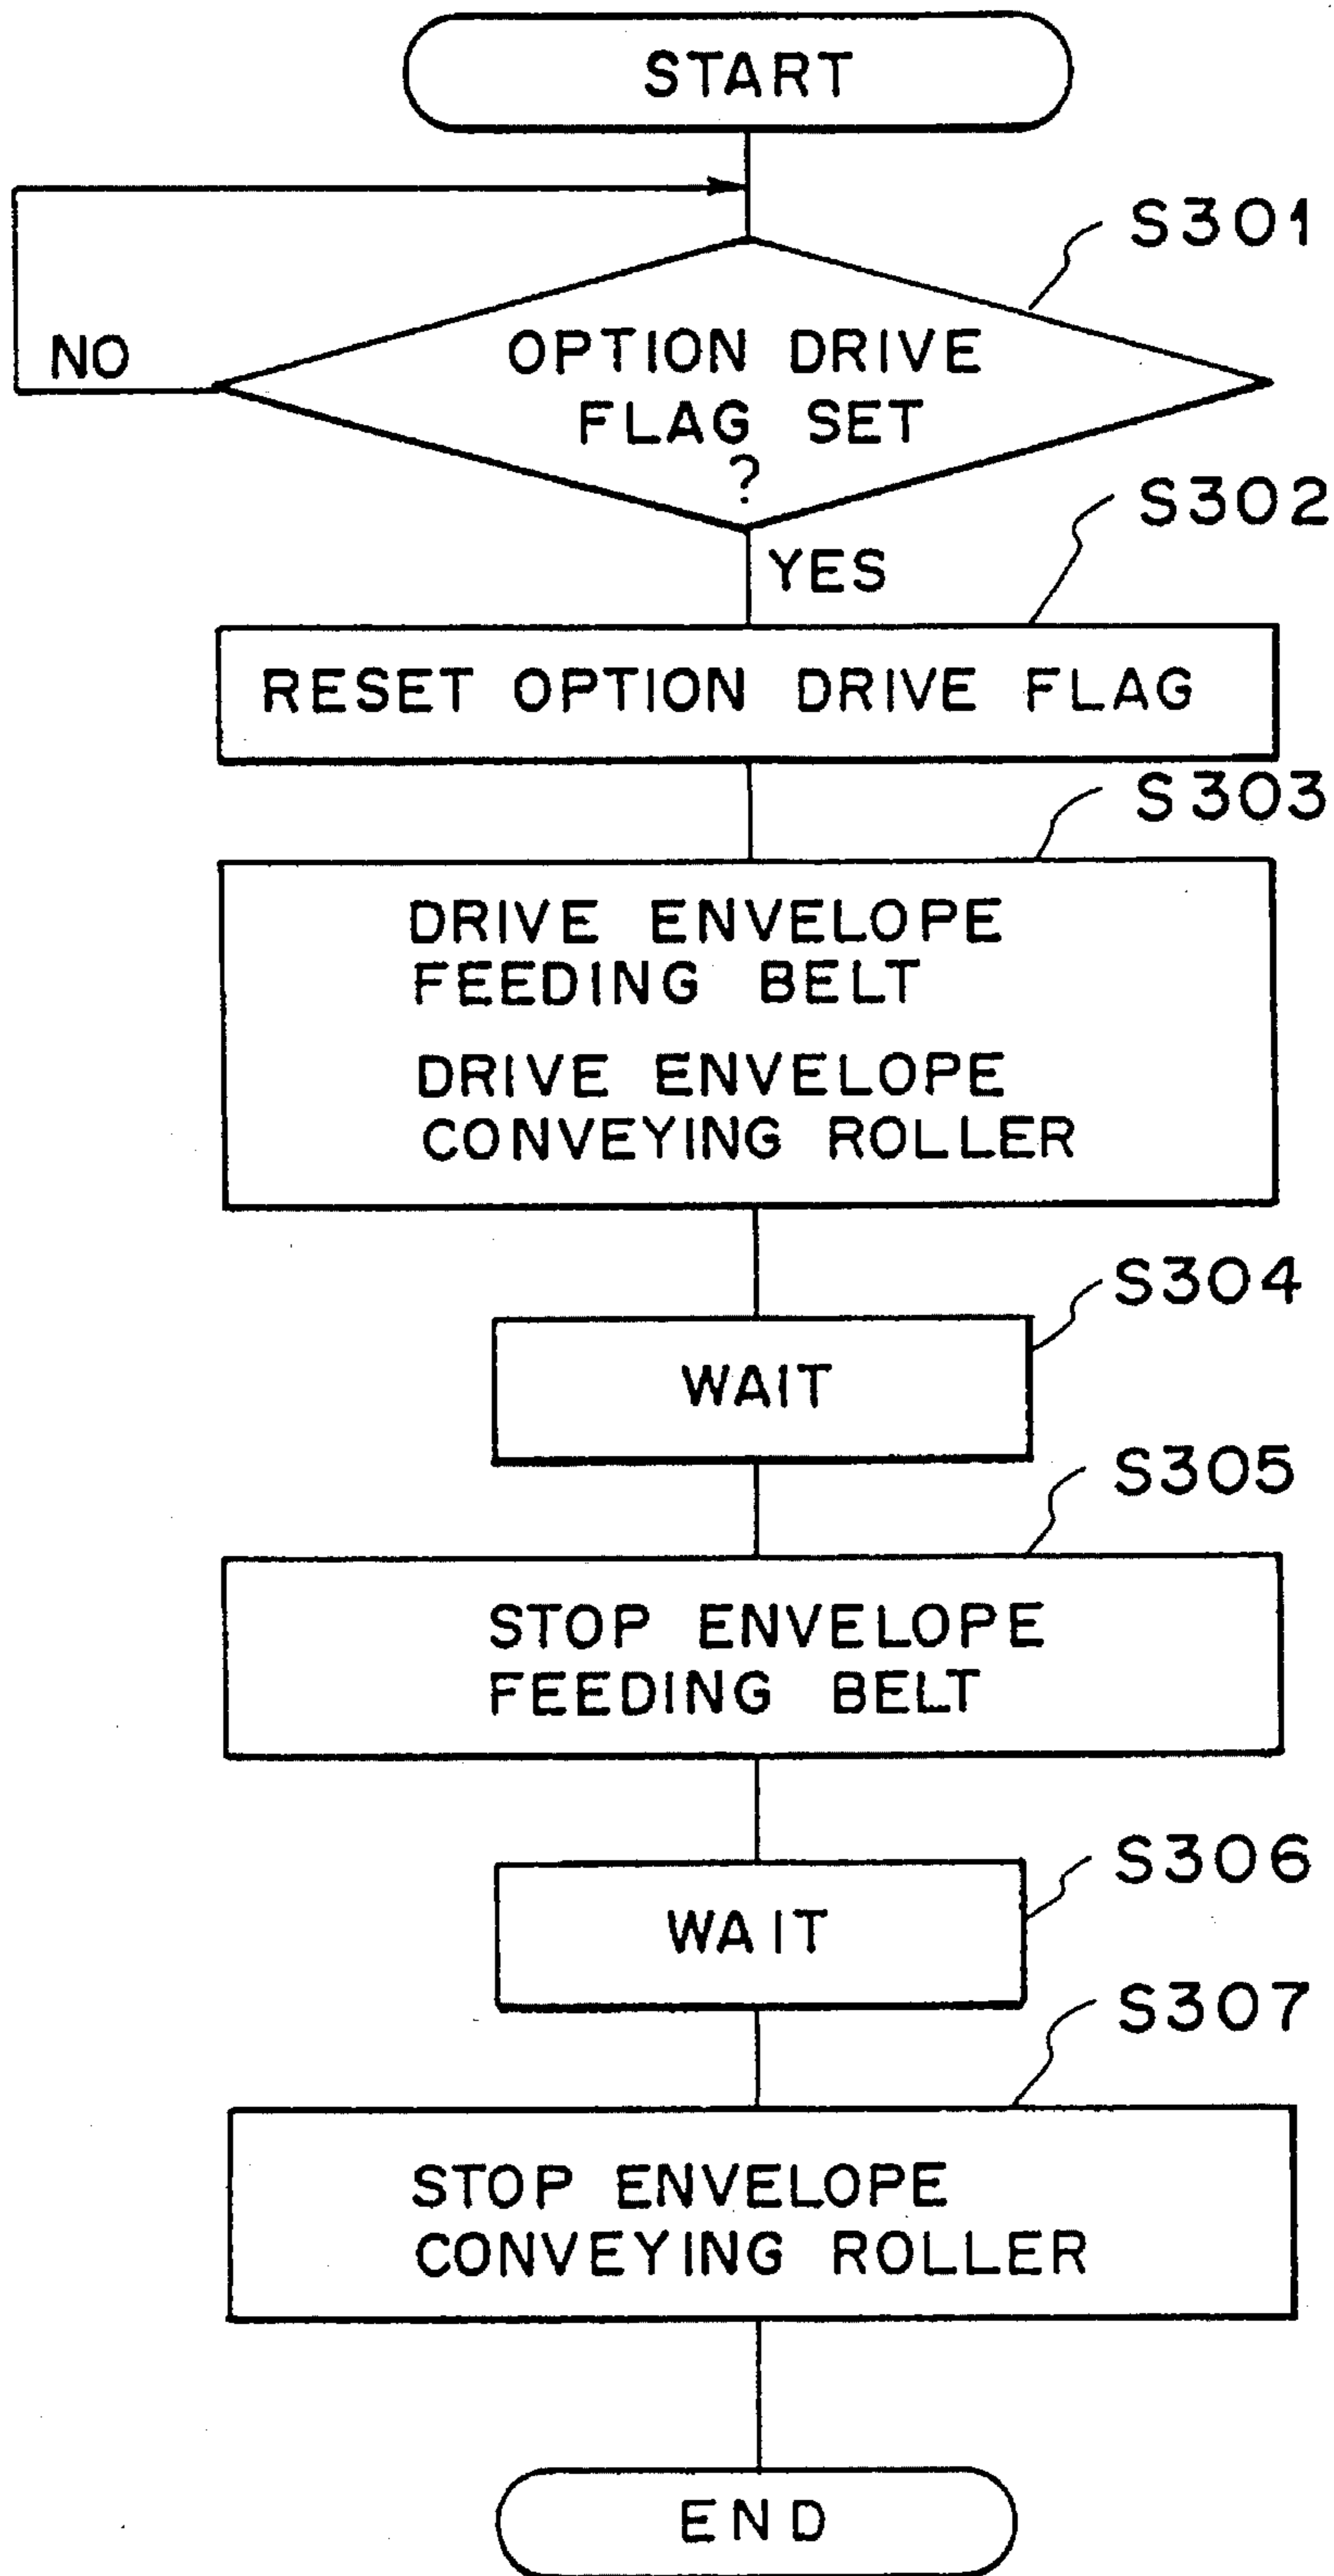 START
S301
NO
OPTION DRIVE
FLAG SET
?
S302
YES
RESET OPTION DRIVE FLAG
S303
DRIVE ENVELOPE
FEEDING BELT
DRIVE ENVELOPE
CONVEYING ROLLER
S304
WAIT
S305
STOP ENVELOPE
FEEDING BELT
S306
WAIT
S307
STOP ENVELOPE
CONVEYING ROLLER
END